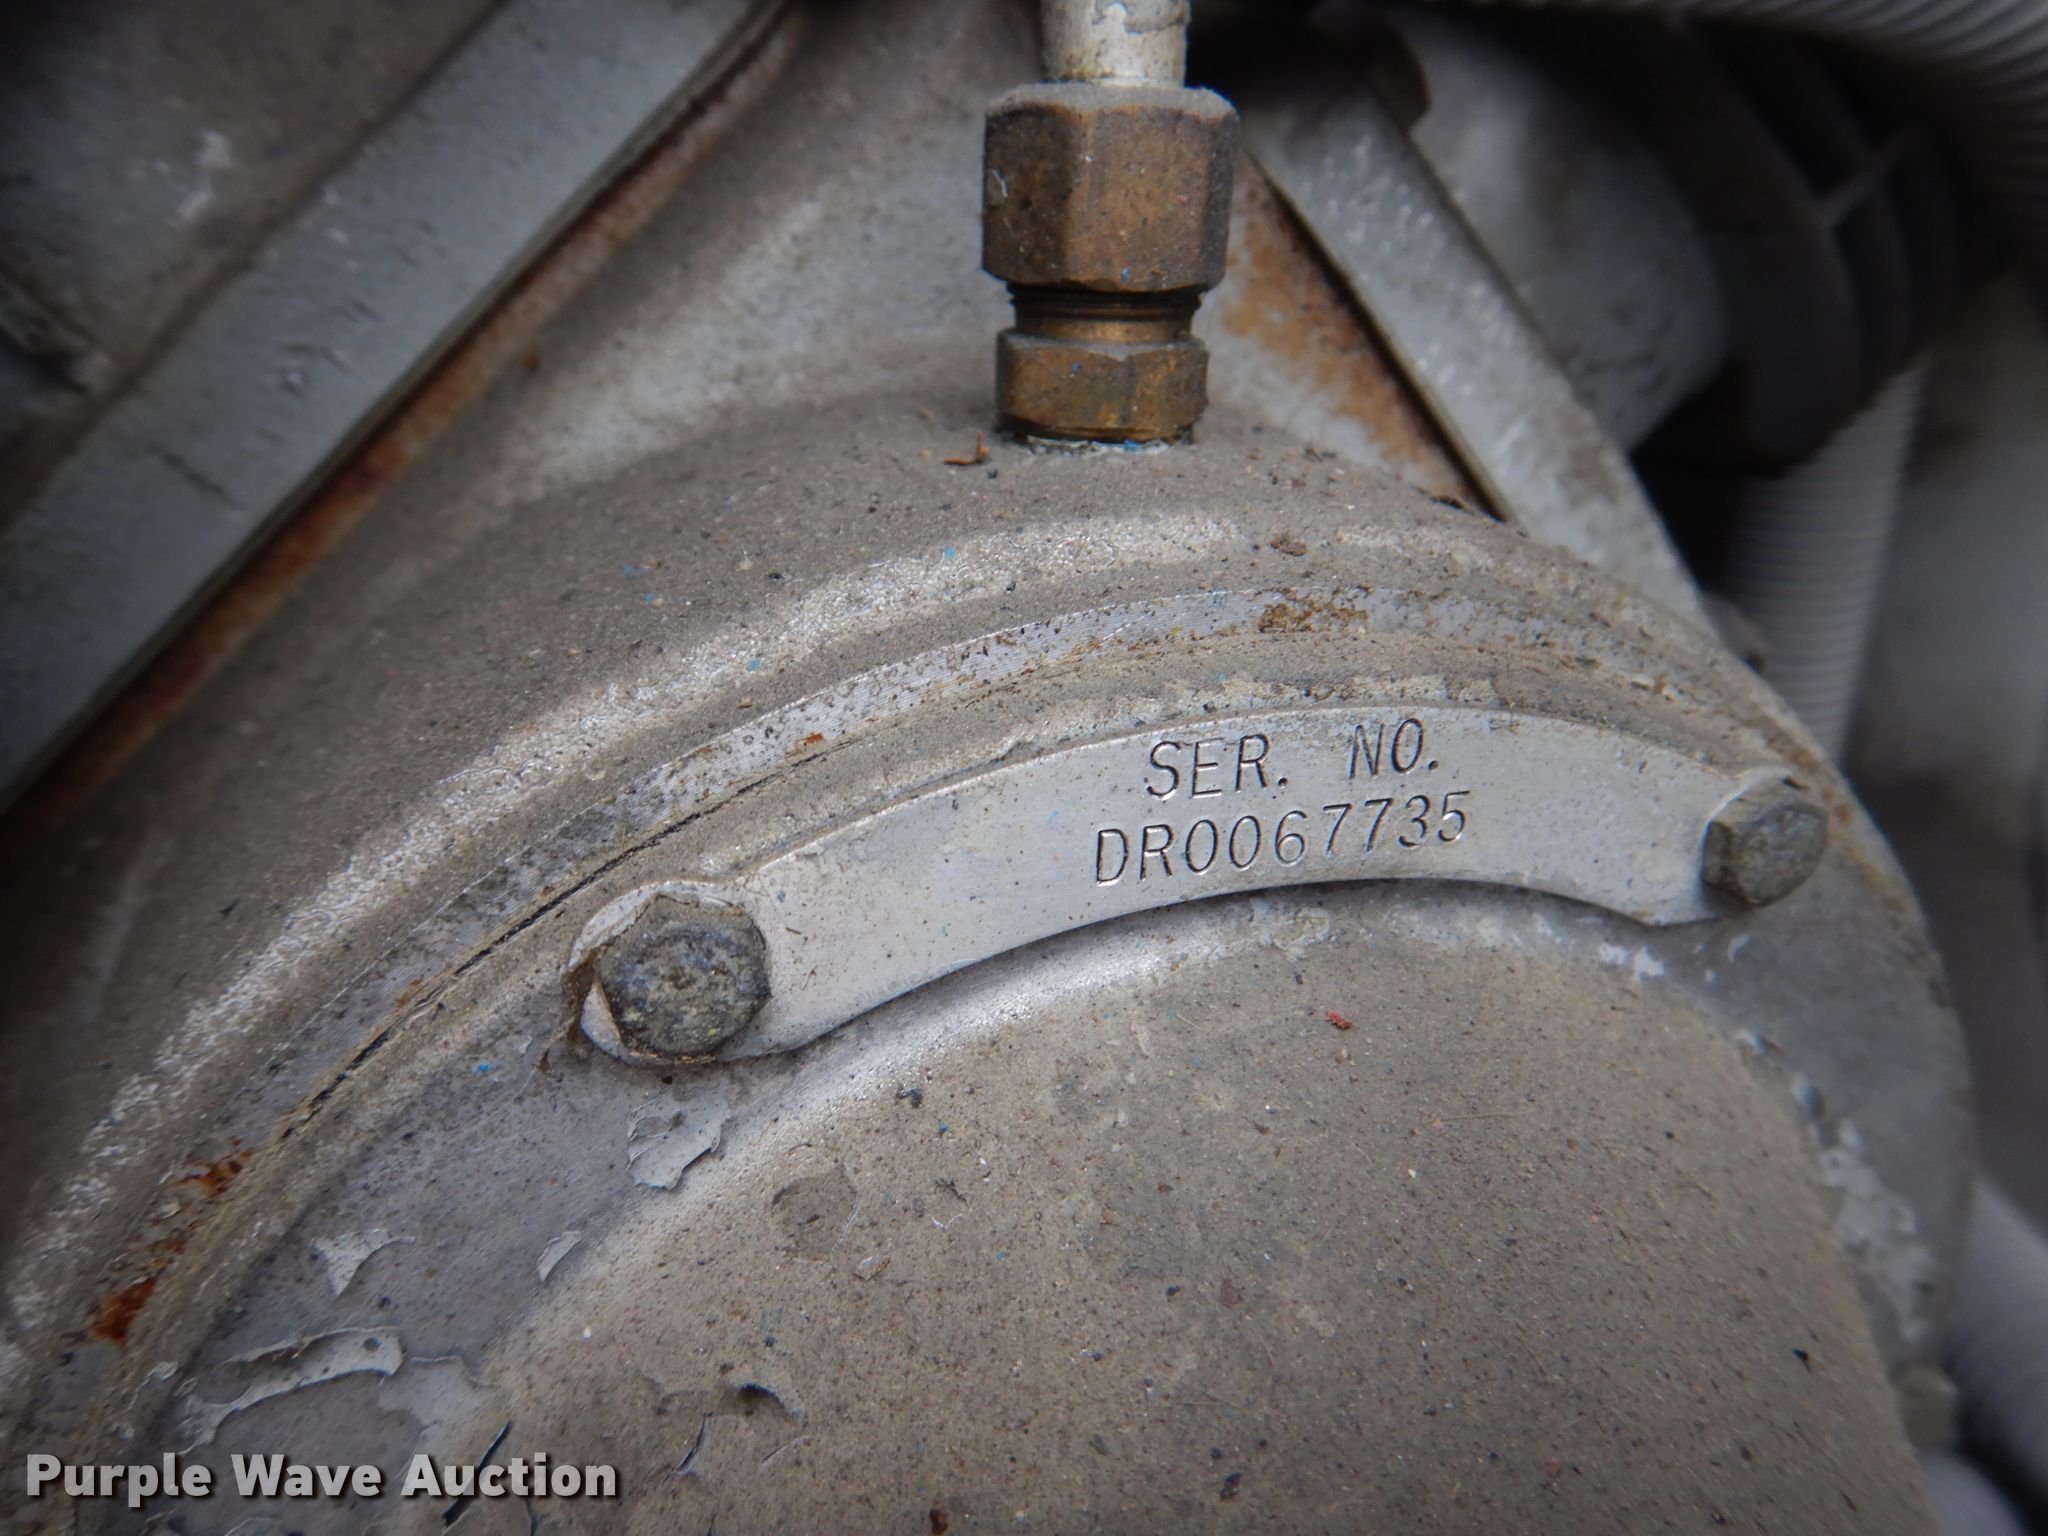 SER. NO.
DR0067735
Purple Wave Auction